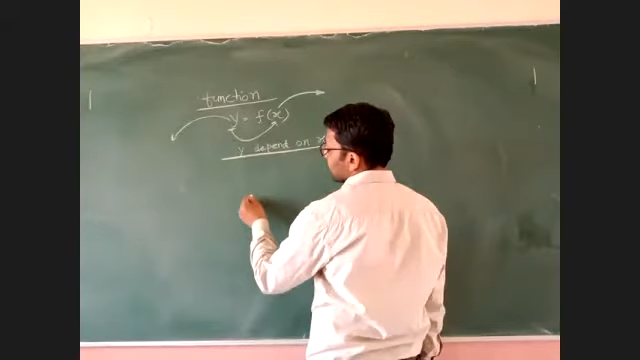 function
y = f(x)
y depend on x